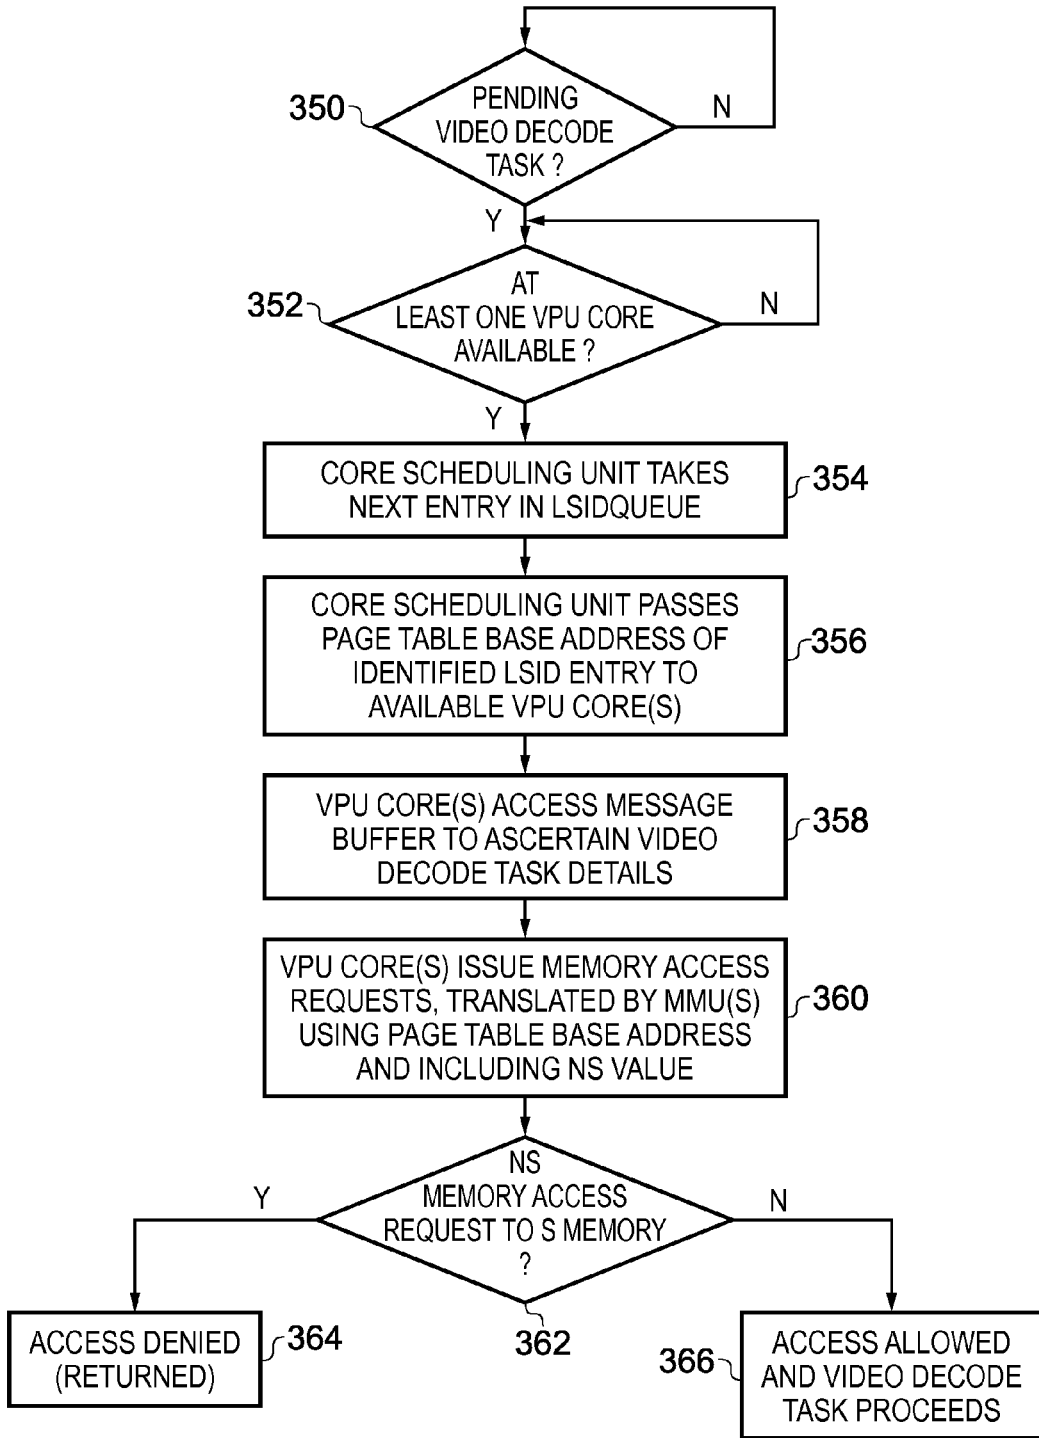 350
PENDING
VIDEO DECODE
TASK ?
N
Y
352
AT
LEAST ONE VPU CORE
AVAILABLE ?
N
Y
CORE SCHEDULING UNIT TAKES
NEXT ENTRY IN LSIDQUEUE
354
CORE SCHEDULING UNIT PASSES
PAGE TABLE BASE ADDRESS OF
IDENTIFIED LSID ENTRY TO
AVAILABLE VPU CORE(S)
356
VPU CORE(S) ACCESS MESSAGE
BUFFER TO ASCERTAIN VIDEO
DECODE TASK DETAILS
358
VPU CORE(S) ISSUE MEMORY ACCESS
REQUESTS, TRANSLATED BY MMU(S)
USING PAGE TABLE BASE ADDRESS
AND INCLUDING NS VALUE
360
NS
MEMORY ACCESS
REQUEST TO S MEMORY
?
Y
N
362
ACCESS DENIED
(RETURNED)
364
366
ACCESS ALLOWED
AND VIDEO DECODE
TASK PROCEEDS